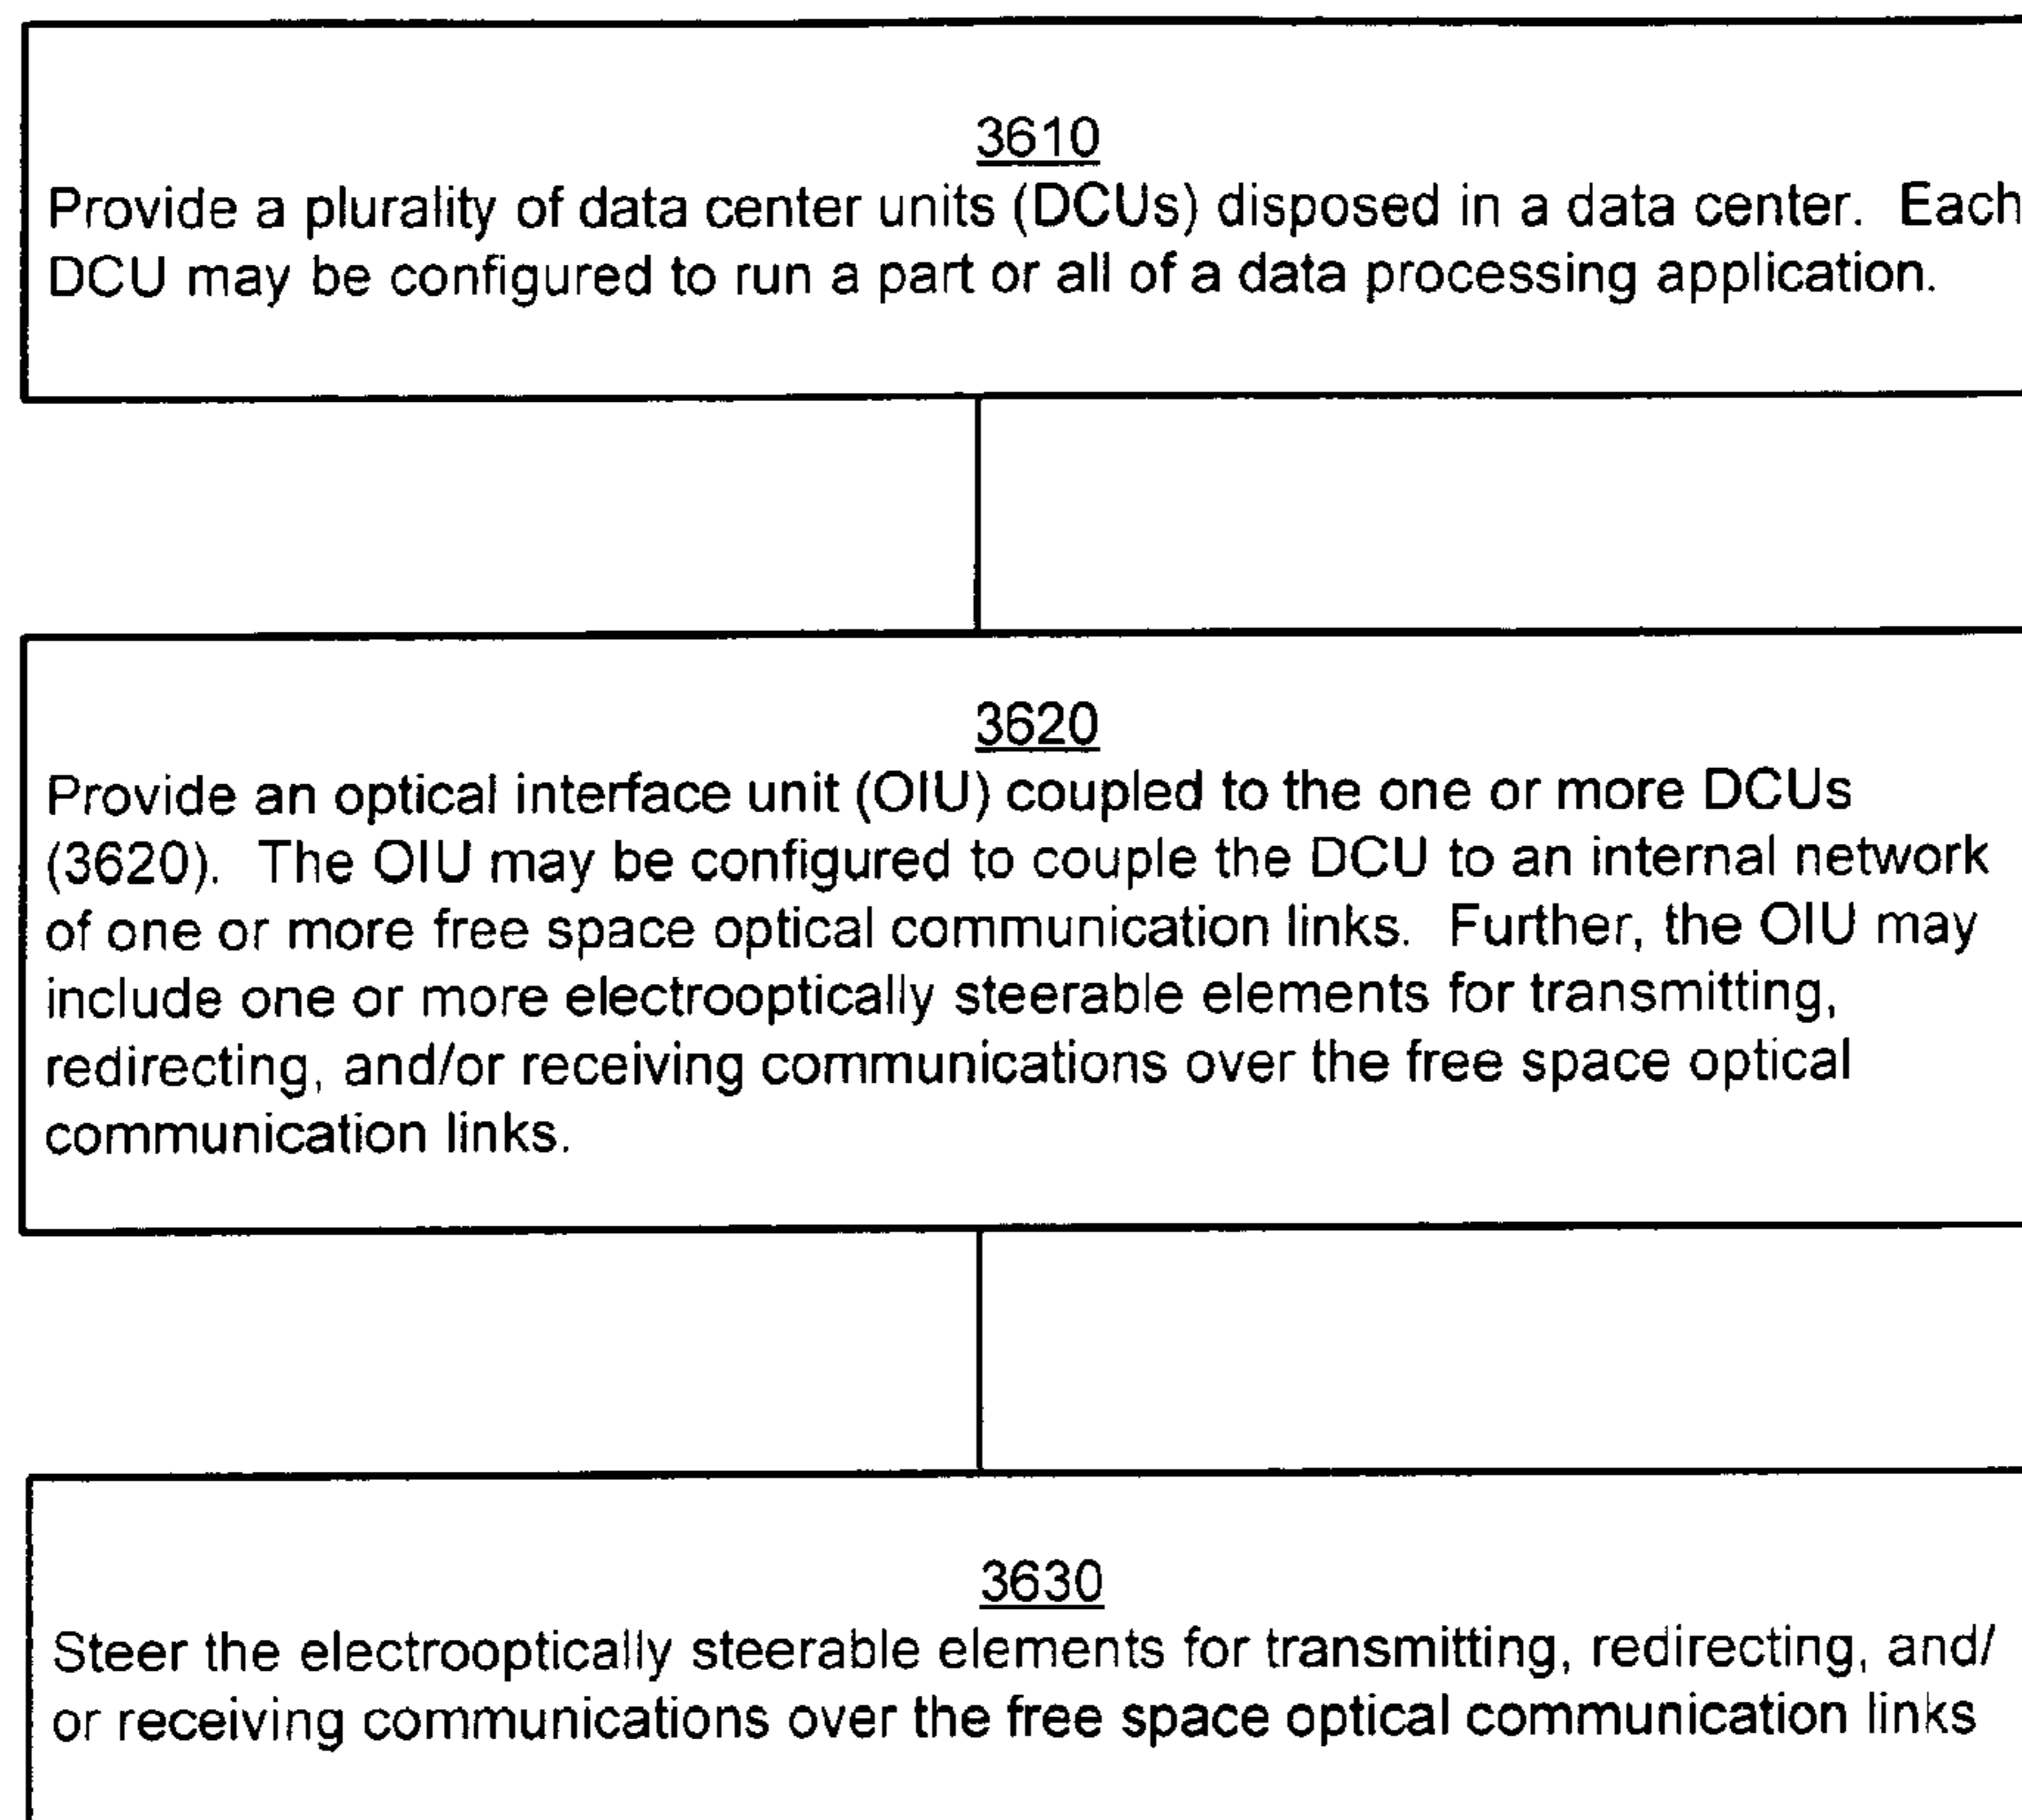 3610
Provide a plurality of data center units (DCUs) disposed in a data center. Each
DCU may be configured to run a part or all of a data processing application.
3620
Provide an optical interface unit (OIU) coupled to the one or more DCUs
(3620). The OIU may be configured to couple the DCU to an internal network
of one or more free space optical communication links. Further, the OIU may
include one or more electrooptically steerable elements for transmitting,
redirecting, and/or receiving communications over the free space optical
communication links.
3630
Steer the electrooptically steerable elements for transmitting, redirecting, and/
or receiving communications over the free space optical communication links